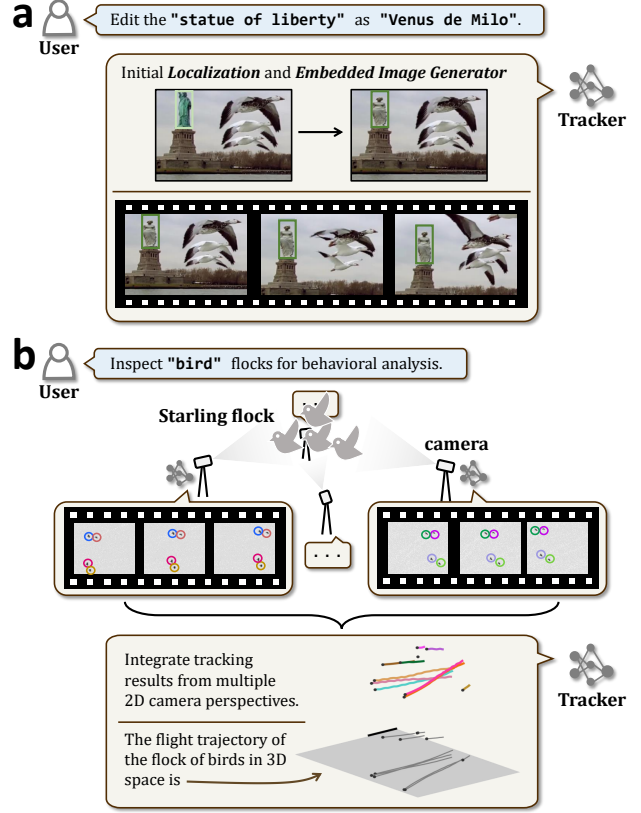 a
User
Edit the "statue of liberty" as "Venus de Milo".
Initial Localization and Embedded Image Generator
Tracker
b
User
Inspect "bird" flocks for behavioral analysis.
Starling flock
...
camera
...
Integrate tracking
results from multiple
2D camera perspectives.
Tracker
The flight trajectory of
the flock of birds in 3D
space is